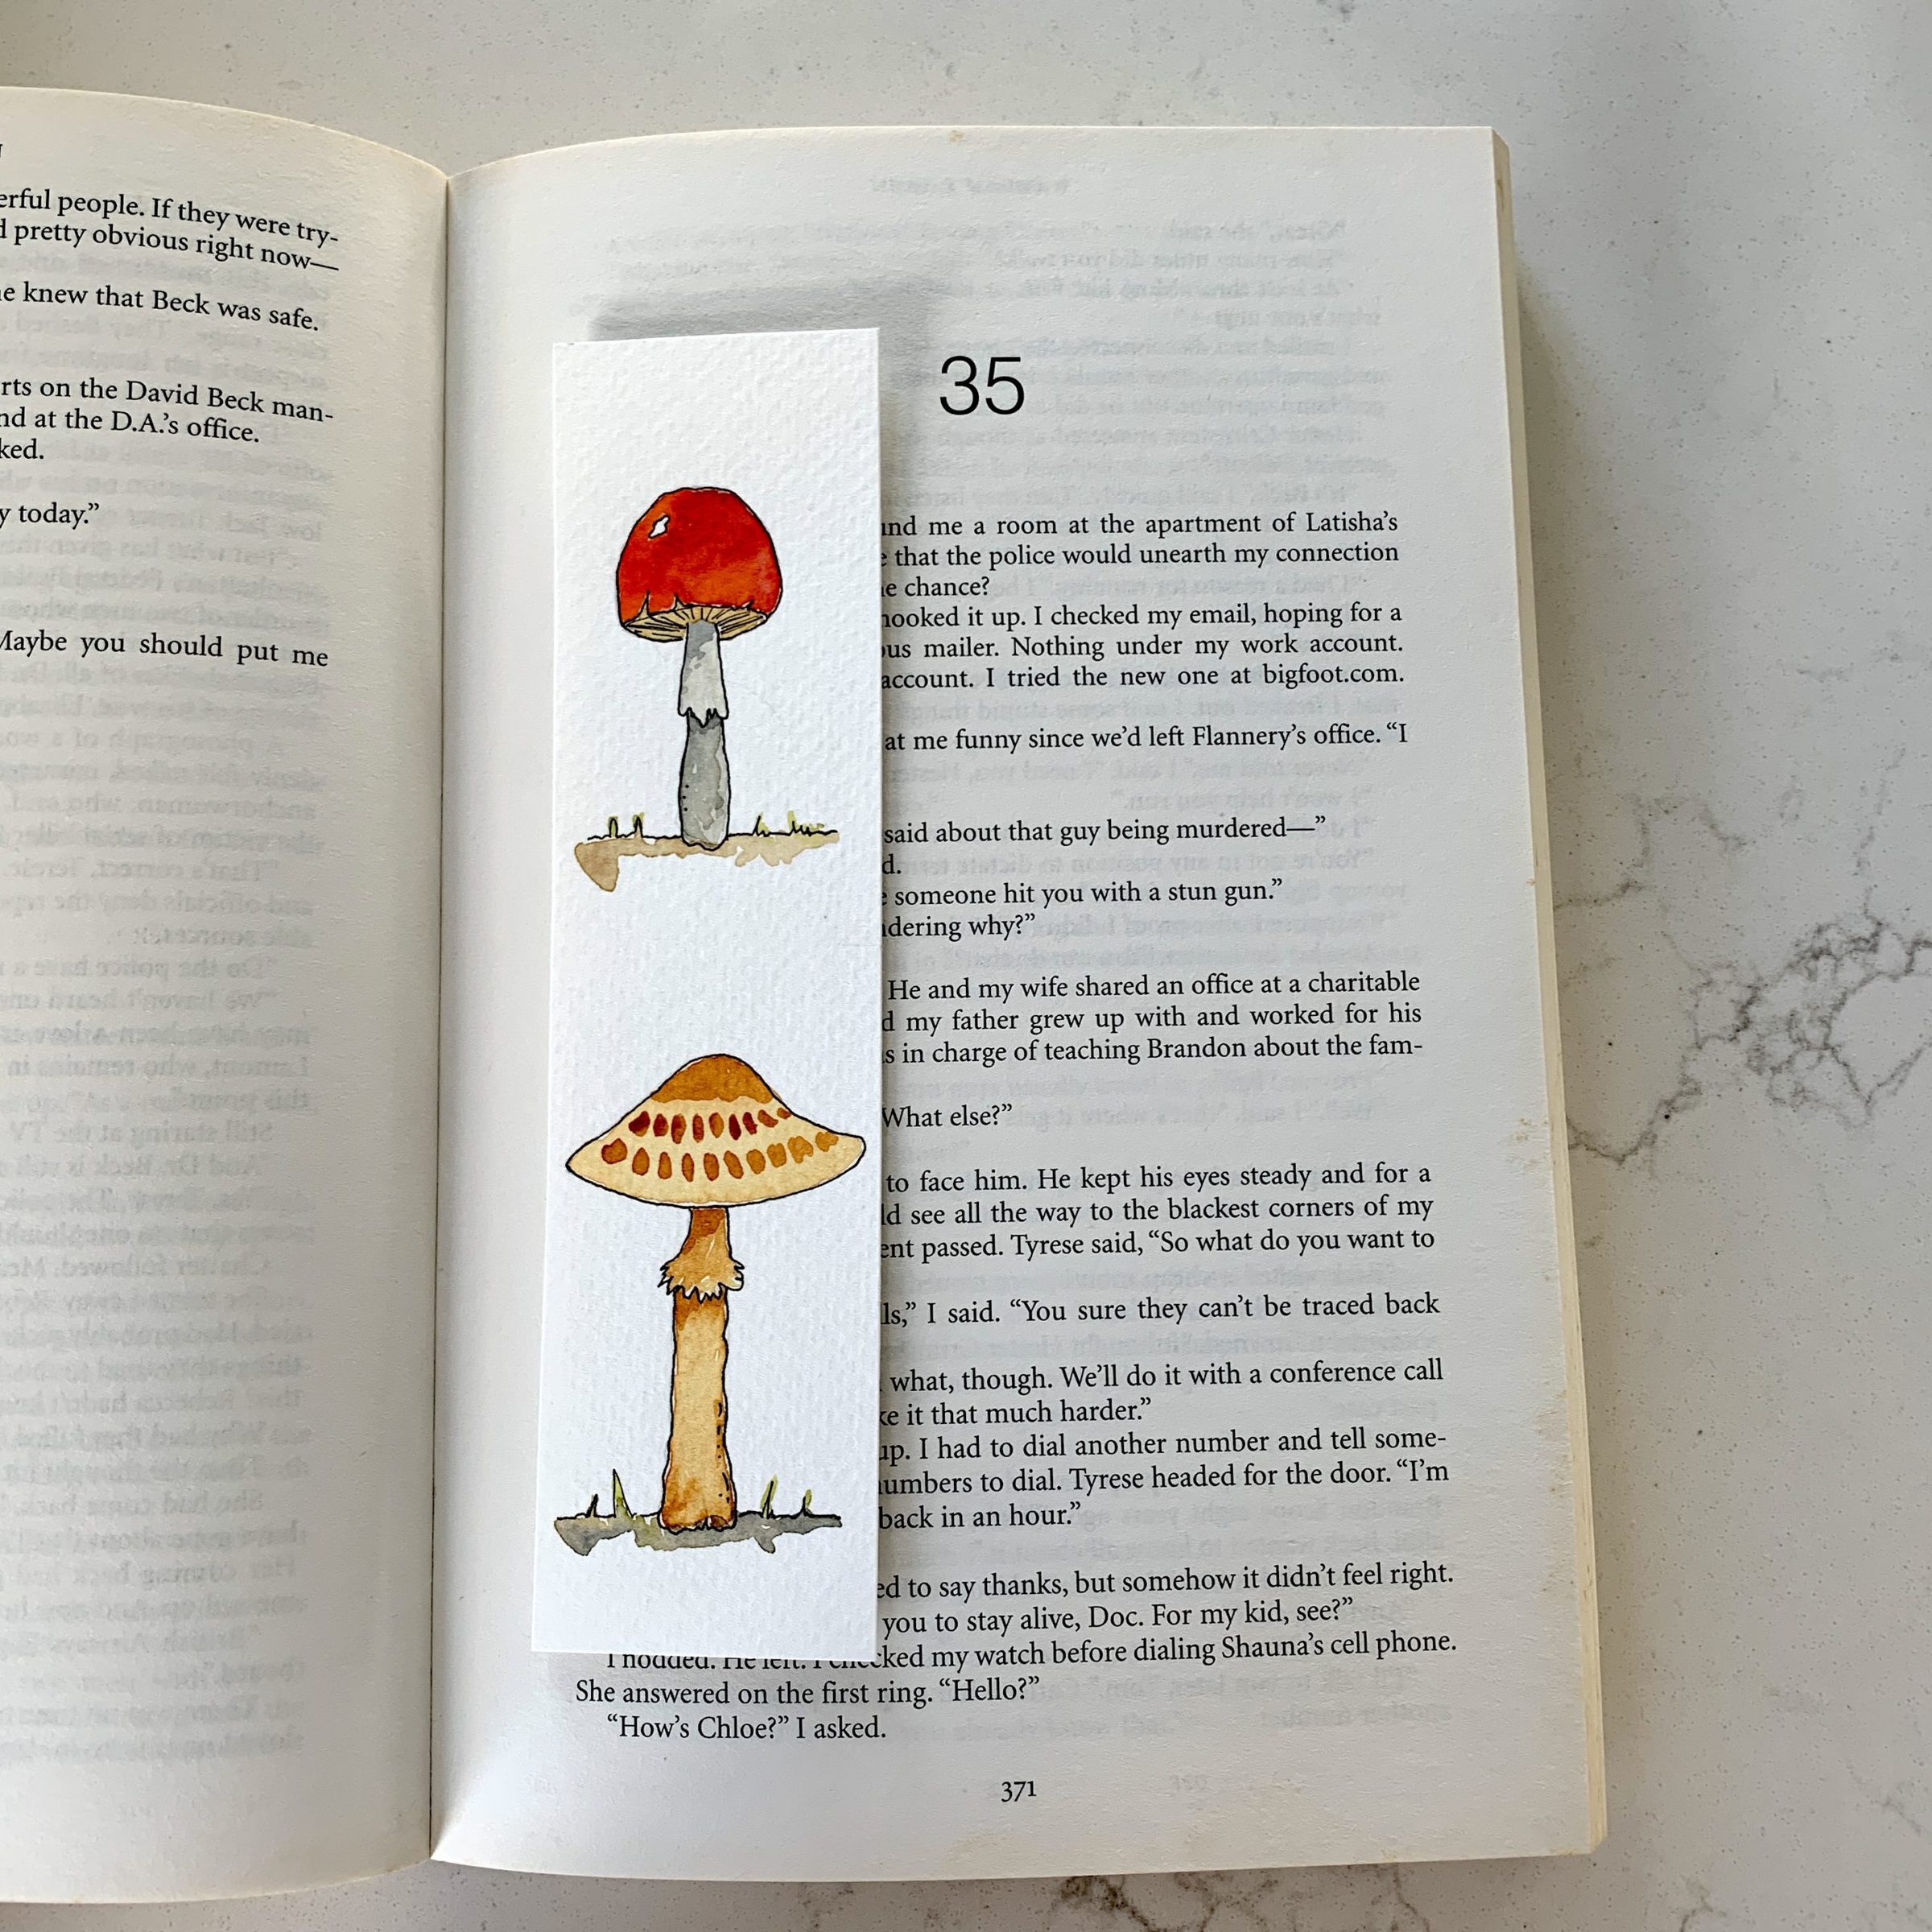 erful people. If they were try-
pretty obvious right now—
knew that Beck was safe.
rts on the David Beck man-
nd at the D.A.'s office.
ked.
y today.”
Maybe you should put me
35
und me a room at the apartment of Latisha’s
that the police would unearth my connection
chance?
hooked it up. I checked my email, hoping for a
us mailer. Nothing under my work account.
account. I tried the new one at bigfoot.com.
at me funny since we’d left Flannery’s office. “I
said about that guy being murdered—”
d.
someone hit you with a stun gun.”
dering why?”
He and my wife shared an office at a charitable
my father grew up with and worked for his
s in charge of teaching Brandon about the fam-
What else?”
to face him. He kept his eyes steady and for a
ld see all the way to the blackest corners of my
ent passed. Tyrese said, “So what do you want to
ls,” I said. “You sure they can’t be traced back
what, though. We’ll do it with a conference call
ke it that much harder.”
up. I had to dial another number and tell some-
umbers to dial. Tyrese headed for the door. “I’m
back in an hour.”
ed to say thanks, but somehow it didn’t feel right.
you to stay alive, Doc. For my kid, see?”
I nodded. He left. I checked my watch before dialing Shauna’s cell phone.
She answered on the first ring. “Hello?”
“How’s Chloe?” I asked.
371